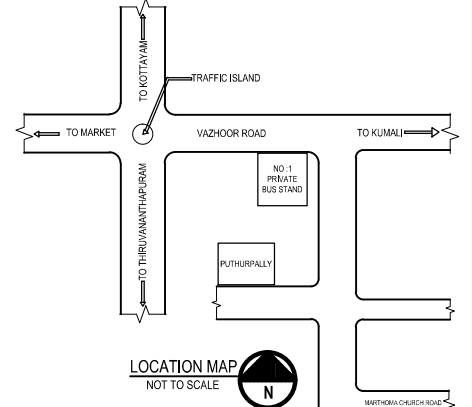 TO KOTTAYAM
TRAFFIC ISLAND
TO MARKET
VAZHOOR ROAD
TO KUMALI
NO :1
PRIVATE
BUS STAND
TO THIRUVANANTHAPURAM
PUTHURPALLY
LOCATION MAP
NOT TO SCALE
N
MARTHOMA CHURCH ROAD